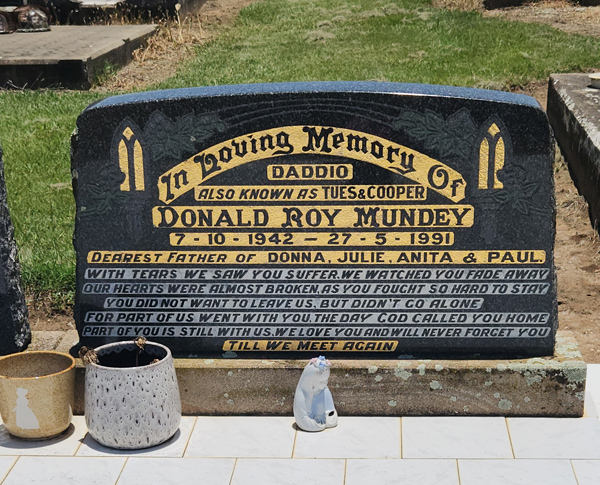 In Loving Memory Of
DADDIO
ALSO KNOWN AS TUES & COOPER
DONALD ROY MUNDEY
7-10-1942 — 27-5-1991
DEAREST FATHER OF DONNA, JULIE, ANITA & PAUL.
WITH TEARS WE SAW YOU SUFFER. WE WATCHED YOU FADE AWAY
OUR HEARTS WERE ALMOST BROKEN, AS YOU FOUGHT SO HARD TO STAY
YOU DID NOT WANT TO LEAVE US, BUT DIDN'T GO ALONE
FOR PART OF US WENT WITH YOU, THE DAY GOD CALLED YOU HOME
PART OF YOU IS STILL WITH US. WE LOVE YOU AND WILL NEVER FORGET YOU
TILL WE MEET AGAIN